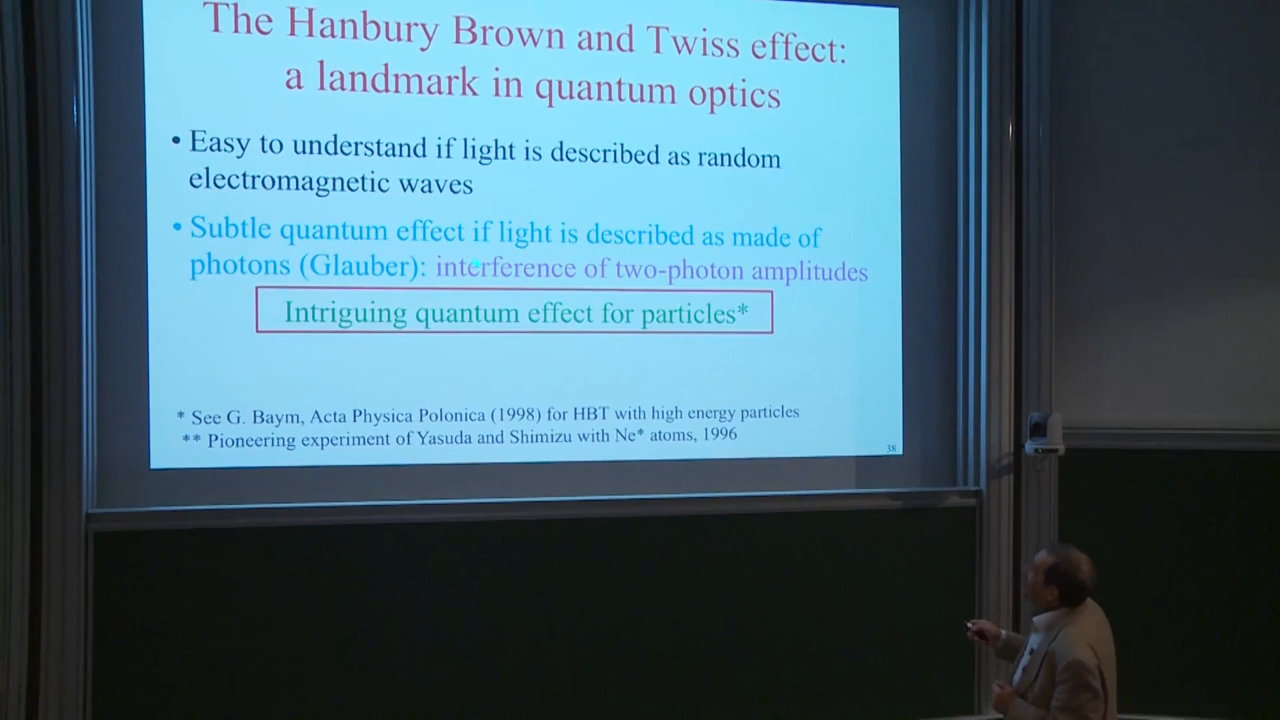 The Hanbury Brown and Twiss effect:
a landmark in quantum optics
• Easy to understand if light is described as random
electromagnetic waves
• Subtle quantum effect if light is described as made of
photons (Glauber): interference of two-photon amplitudes
Intriguing quantum effect for particles*
* See G. Baym, Acta Physica Polonica (1998) for HBT with high energy particles
** Pioneering experiment of Yasuda and Shimizu with Ne* atoms, 1996
38